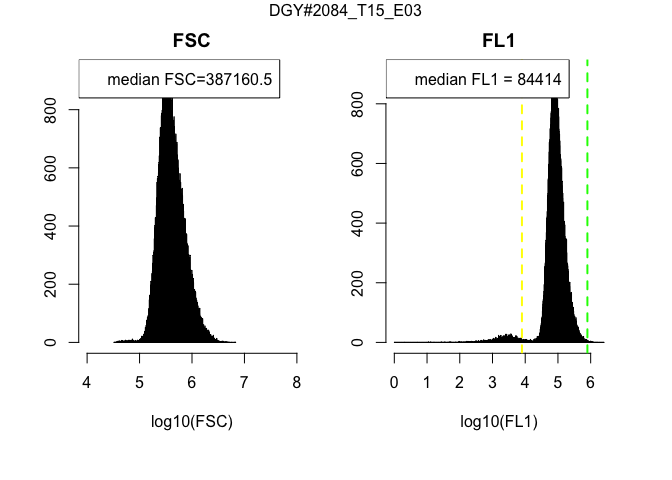 DGY#2084_T15_E03
FSC
median FSC=387160.5
0 200 400 600 800
4 5 6 7 8
log10(FSC)
FL1
median FL1 = 84414
0 200 400 600 800
0 1 2 3 4 5 6
log10(FL1)